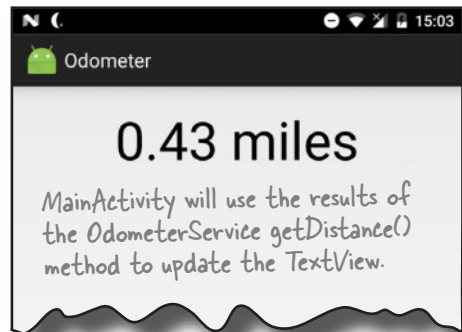 15:03
Odometer
0.43 miles
MainActivity will use the results of
the OdometerService getDistance()
method to update the TextView.